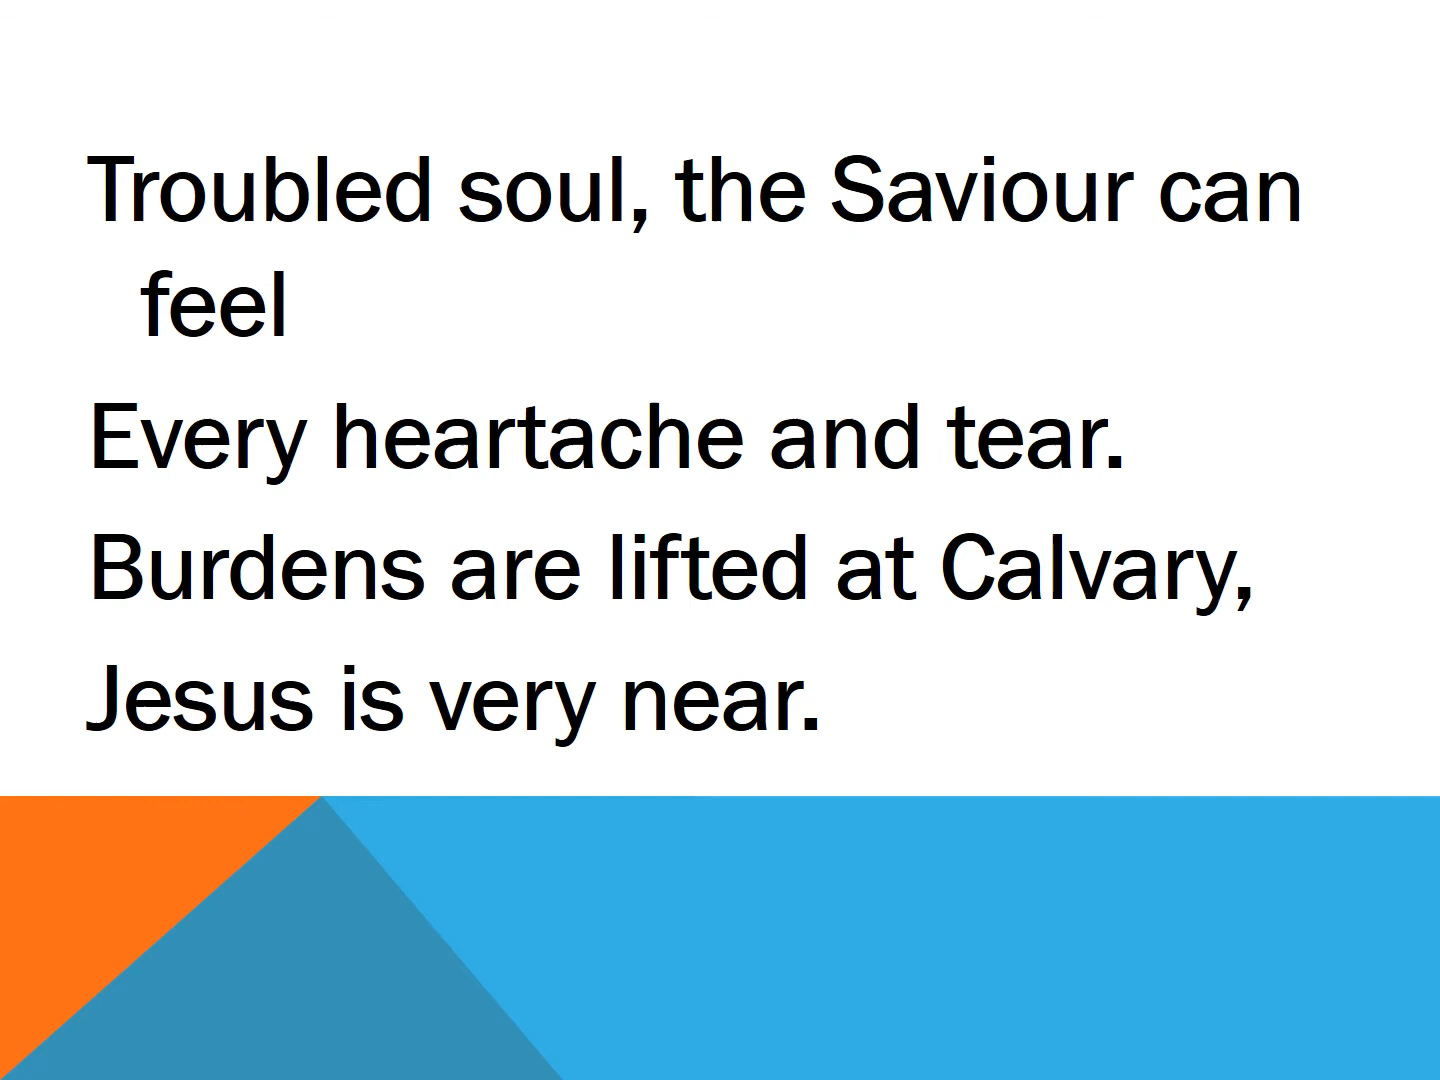 Troubled soul, the Saviour can
feel
Every heartache and tear.
Burdens are lifted at Calvary,
Jesus is very near.